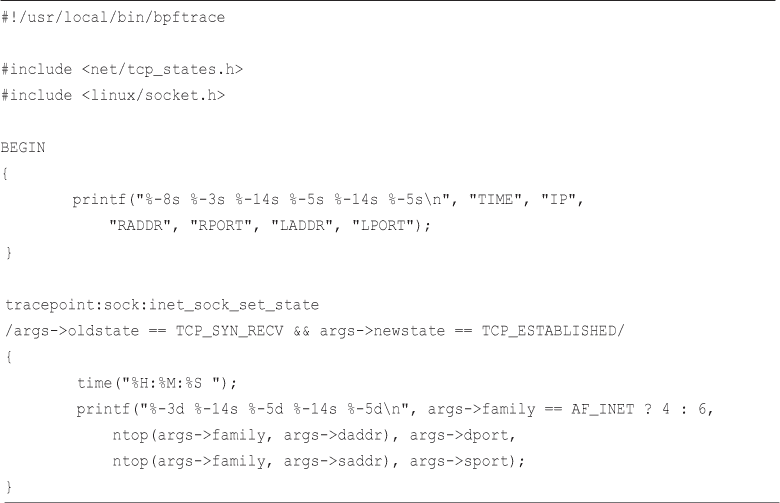 #!/usr/local/bin/bpftrace
#include <net/tcp_states.h>
#include <linux/socket.h>
BEGIN
{
printf("%-8s %-3s %-14s %-5s %-14s %-5s\n", "TIME", "IP",
"RADDR", "RPORT", "LADDR", "LPORT");
}
tracepoint:sock:inet_sock_set_state
/args->oldstate == TCP_SYN_RECV && args->newstate == TCP_ESTABLISHED/
{
time("%H:%M:%S ");
printf("%-3d %-14s %-5d %-14s %-5d\n", args->family == AF_INET ? 4 : 6,
ntop(args->family, args->daddr), args->dport,
ntop(args->family, args->saddr), args->sport);
}